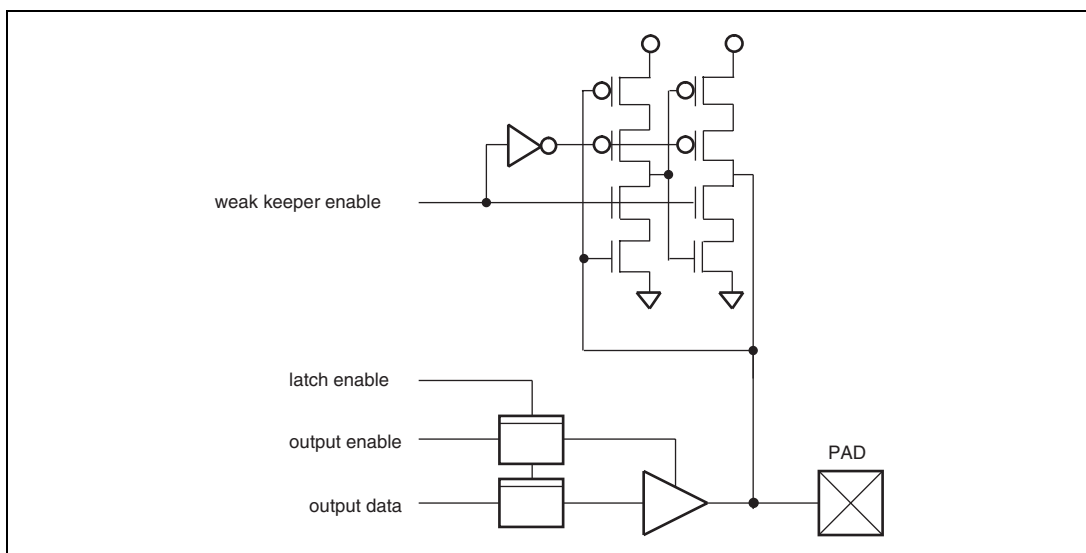 weak keeper enable
latch enable
output enable
PAD
output data